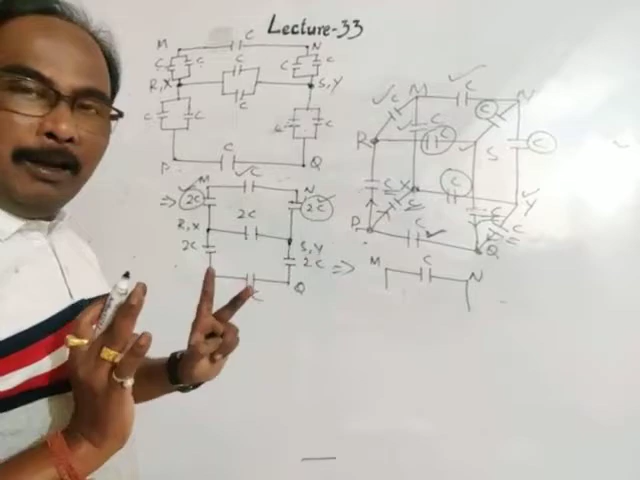 Lecture-33
M C N
C C C C
R,X C S,Y
C
C C C C
P C Q
M C N
⇒ 2C 2C
R,X 2C S,Y
2C 2C ⇒
C Q
M C N
C C C
R C S C
X C Y
C C C C
P C Q
M C N